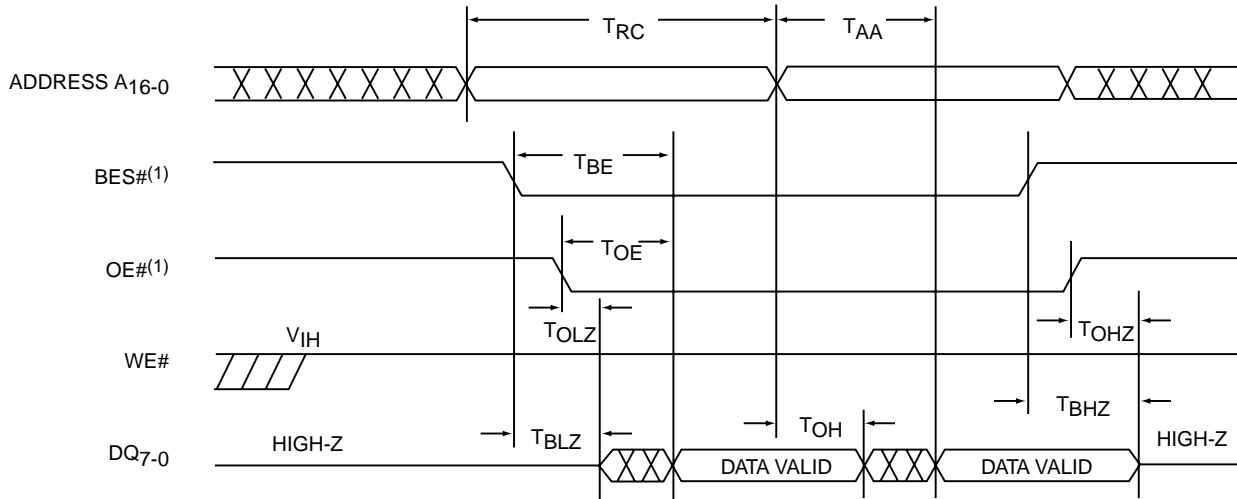 TRC TAA
ADDRESS A16-0
TBE
BES#(1)
TOE
OE#(1)
TOLZ TOHZ
VIH
WE#
TBHZ
HIGH-Z TBLZ TOH HIGH-Z
DQ7-0
DATA VALID DATA VALID